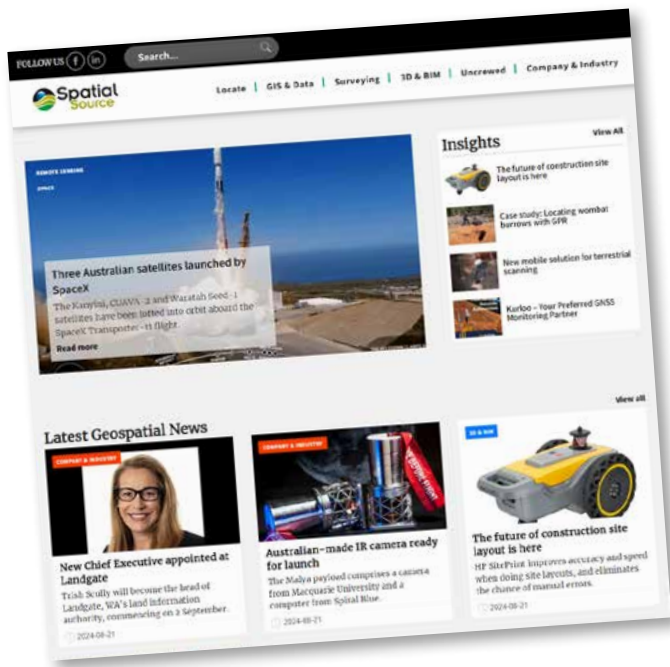 FOLLOW US
Search...
Spatial
Source
Locate | GIS & Data | Surveying | 3D & BIM | Uncrewed | Company & Industry
REMOTE SENSING
SPACE
Three Australian satellites launched by
SpaceX
The Kanyini, CUAVA-2 and Waratah Seed-1
satellites have been lofted into orbit aboard the
SpaceX Transporter-11 flight.
Read more
Insights
View All
The future of construction site
layout is here
Case study: Locating wombat
burrows with GPR
New mobile solution for terrestrial
scanning
Kurloo – Your Preferred GNSS
Monitoring Partner
Latest Geospatial News
View all
COMPANY & INDUSTRY
New Chief Executive appointed at
Landgate
Trish Scully will become the head of
Landgate, WA's land information
authority, commencing on 2 September.
2024-08-21
COMPANY & INDUSTRY
Australian-made IR camera ready
for launch
The Malya payload comprises a camera
from Macquarie University and a
computer from Spiral Blue.
2024-08-21
3D & BIM
The future of construction site
layout is here
HP SitePrint improves accuracy and speed
when doing site layouts, and eliminates
the chance of manual errors.
2024-08-21